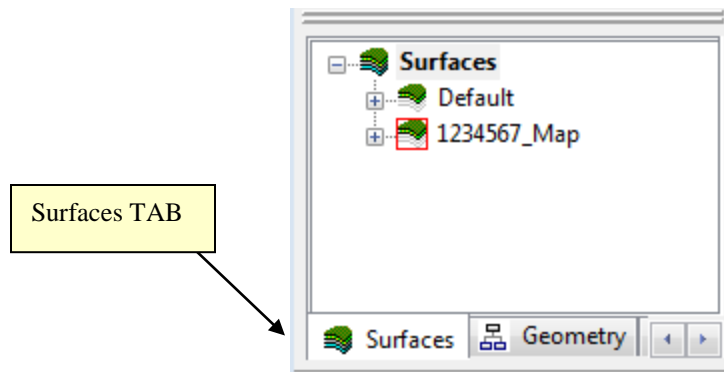 Surfaces
Default
1234567_Map
Surfaces TAB
Surfaces Geometry